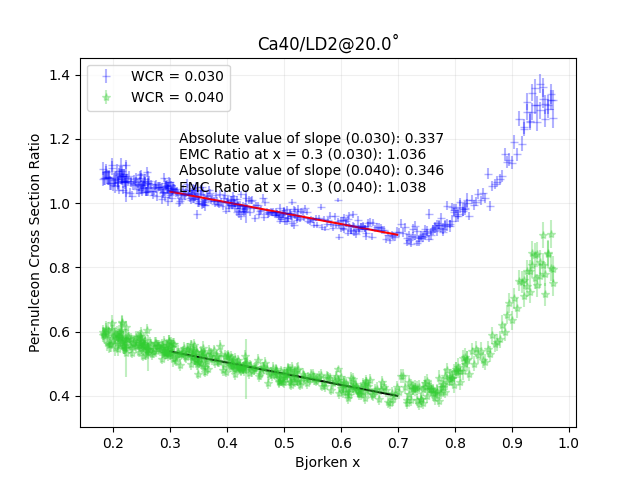 Ca40/LD2@20.0˚
WCR = 0.030
WCR = 0.040
Absolute value of slope (0.030): 0.337
EMC Ratio at x = 0.3 (0.030): 1.036
Absolute value of slope (0.040): 0.346
EMC Ratio at x = 0.3 (0.040): 1.038
Per-nulceon Cross Section Ratio
1.4
1.2
1.0
0.8
0.6
0.4
0.2 0.3 0.4 0.5 0.6 0.7 0.8 0.9 1.0
Bjorken x